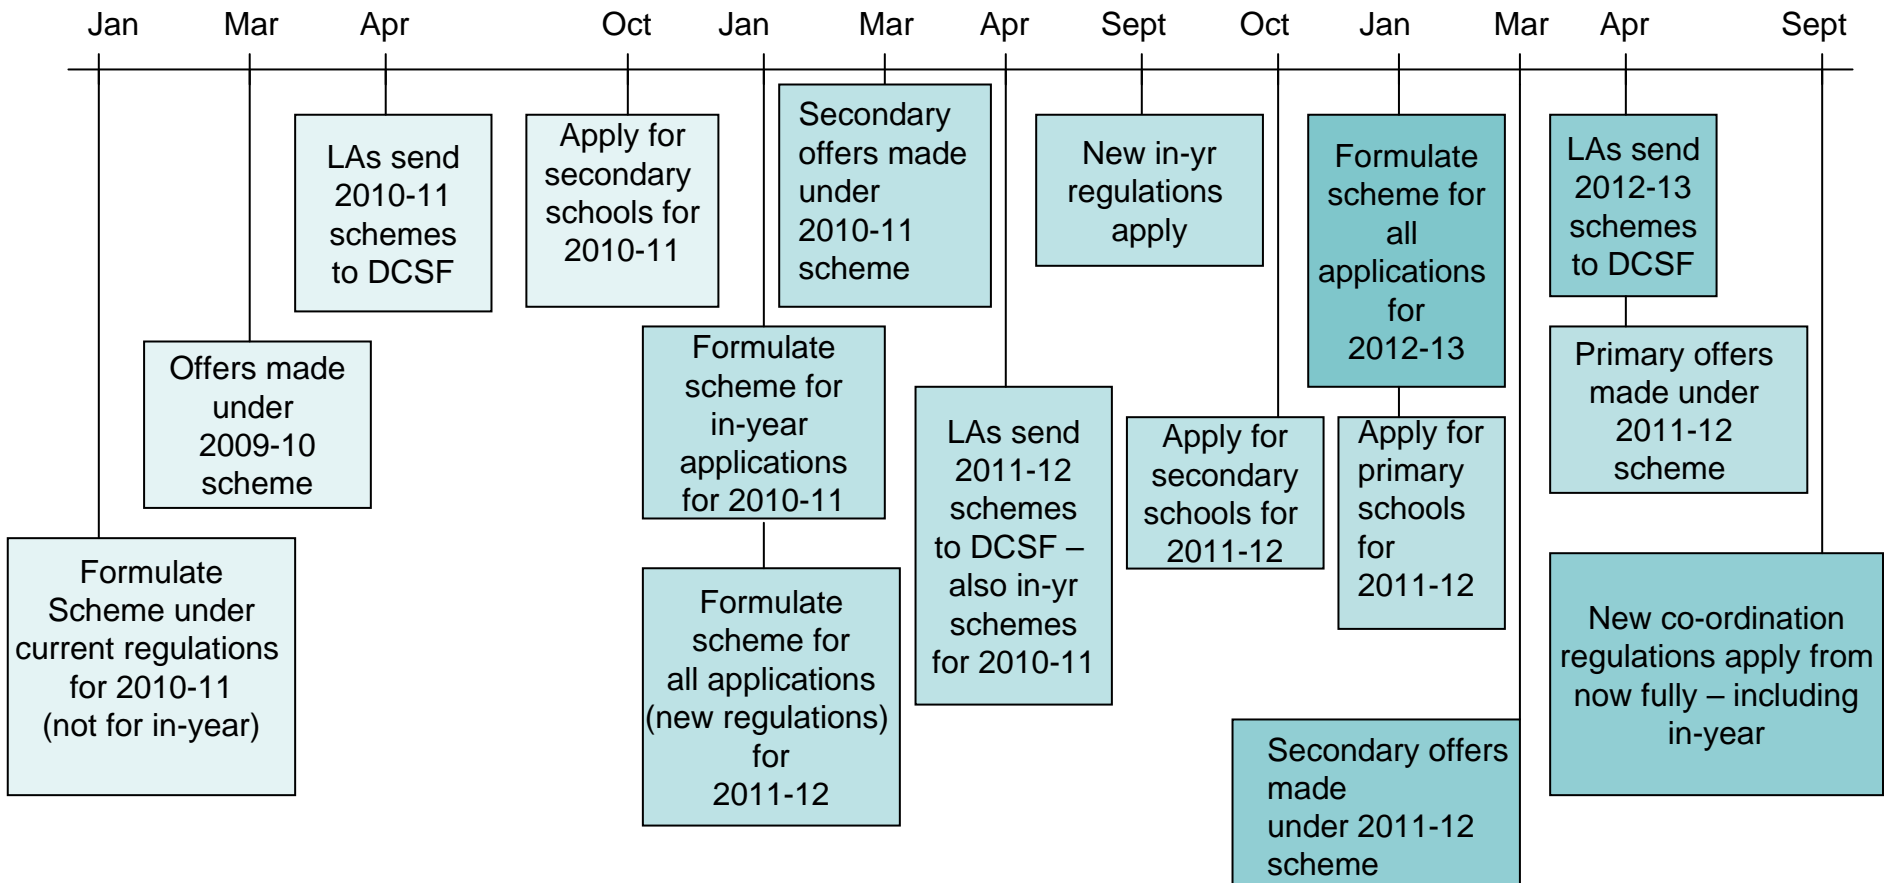 Jan Mar Apr Oct Jan Mar Apr Sept Oct Jan Mar Apr Sept
LAs send
2010-11
schemes
to DCSF
Apply for
secondary
schools for
2010-11
Secondary
offers made
under
2010-11
scheme
New in-yr
regulations
apply
Formulate
scheme for
all
applications
for
2012-13
LAs send
2012-13
schemes
to DCSF
Offers made
under
2009-10
scheme
Formulate
scheme for
in-year
applications
for 2010-11
LAs send
2011-12
schemes
to DCSF –
also in-yr
schemes
for 2010-11
Apply for
secondary
schools for
2011-12
Apply for
primary
schools
for
2011-12
Primary offers
made under
2011-12
scheme
Formulate
Scheme under
current regulations
for 2010-11
(not for in-year)
Formulate
scheme for
all applications
(new regulations)
for
2011-12
New co-ordination
regulations apply from
now fully – including
in-year
Secondary offers
made
under 2011-12
scheme